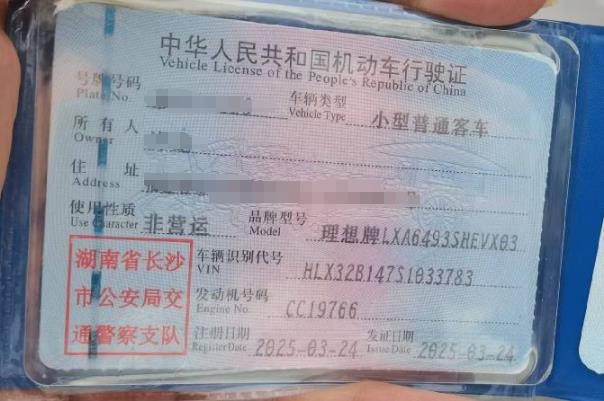 中华人民共和国机动车行驶证
Vehicle License of the People's Republic of China
号牌号码
Plate No.
车辆类型
Vehicle Type
小型普通客车
所有人
Owner
住址
Address
使用性质
Use Character
非营运
品牌型号
Model
理想牌LXA6493SHEVX03
湖南省长沙
市公安局交
通警察支队
车辆识别代号
VIN
HLX32B147S1033783
发动机号码
Engine No.
CC19766
注册日期
Register Date
2025-03-24
发证日期
Issue Date
2025-03-24